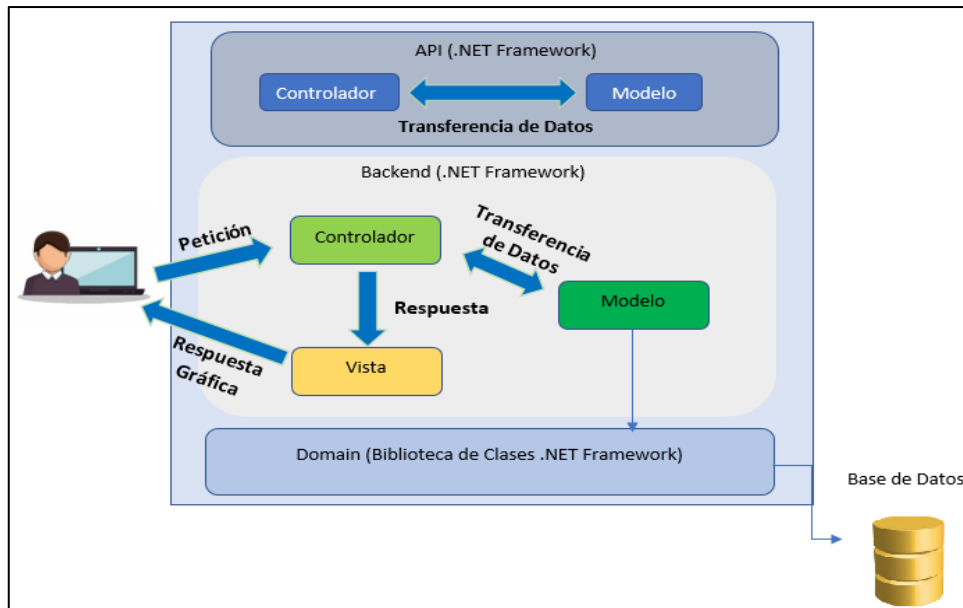 API (.NET Framework)
Controlador
Modelo
Transferencia de Datos
Backend (.NET Framework)
Petición
Controlador
Transferencia
de Datos
Modelo
Respuesta
Respuesta
Gráfica
Vista
Domain (Biblioteca de Clases .NET Framework)
Base de Datos